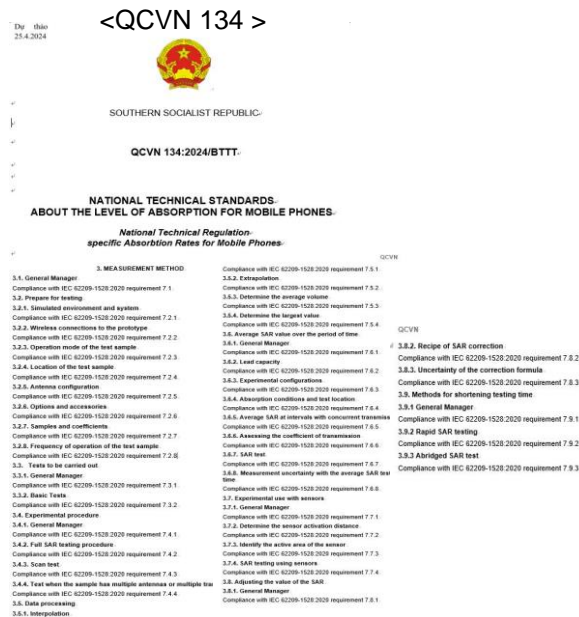 <QCVN 134 >
Dự thảo
25.4.2024
SOUTHERN SOCIALIST REPUBLIC
QCVN 134:2024/BTTT
NATIONAL TECHNICAL STANDARDS
ABOUT THE LEVEL OF ABSORPTION FOR MOBILE PHONES
National Technical Regulation
specific Absorbtion Rates for Mobile Phones
3. MEASUREMENT METHOD
3.1. General Manager
Compliance with IEC 62209-1528:2020 requirement 7.1
3.2. Prepare for testing
3.2.1. Simulated environment and system
Compliance with IEC 62209-1528:2020 requirement 7.2.1
3.2.2. Wireless connections to the prototype
Compliance with IEC 62209-1528:2020 requirement 7.2.2
3.2.3. Operation mode of the test sample
Compliance with IEC 62209-1528:2020 requirement 7.2.3
3.2.4. Location of the test sample
Compliance with IEC 62209-1528:2020 requirement 7.2.4
3.2.5. Antenna configuration
Compliance with IEC 62209-1528:2020 requirement 7.2.5
3.2.6. Options and accessories
Compliance with IEC 62209-1528:2020 requirement 7.2.6
3.2.7. Samples and coefficients
Compliance with IEC 62209-1528:2020 requirement 7.2.7
3.2.8. Frequency of operation of the test sample
Compliance with IEC 62209-1528:2020 requirement 7.2.8
3.3. Tests to be carried out
3.3.1. General Manager
Compliance with IEC 62209-1528:2020 requirement 7.3.1
3.3.2. Basic Tests
Compliance with IEC 62209-1528:2020 requirement 7.3.2
3.4. Experimental procedure
3.4.1. General Manager
Compliance with IEC 62209-1528:2020 requirement 7.4.1
3.4.2. Full SAR testing procedure
Compliance with IEC 62209-1528:2020 requirement 7.4.2
3.4.3. Scan test
Compliance with IEC 62209-1528:2020 requirement 7.4.3
3.4.4. Test when the sample has multiple antennas or multiple tra
Compliance with IEC 62209-1528:2020 requirement 7.4.4
3.5. Data processing
3.5.1. Interpolation
QCVN
Compliance with IEC 62209-1528:2020 requirement 7.5.1
3.5.2. Extrapolation
Compliance with IEC 62209-1528:2020 requirement 7.5.2
3.5.3. Determine the average volume
Compliance with IEC 62209-1528:2020 requirement 7.5.3
3.5.4. Determine the largest value
Compliance with IEC 62209-1528:2020 requirement 7.5.4
3.6. Average SAR value over the period of time
3.6.1. General Manager
Compliance with IEC 62209-1528:2020 requirement 7.6.1
3.6.2. Lead capacity
Compliance with IEC 62209-1528:2020 requirement 7.6.2
3.6.3. Experimental configurations
Compliance with IEC 62209-1528:2020 requirement 7.6.3
3.6.4. Absorption conditions and test location
Compliance with IEC 62209-1528:2020 requirement 7.6.4
3.6.5. Average SAR at intervals with concurrent transmiss
Compliance with IEC 62209-1528:2020 requirement 7.6.5
3.6.6. Assessing the coefficient of transmission
Compliance with IEC 62209-1528:2020 requirement 7.6.6
3.6.7. SAR test
Compliance with IEC 62209-1528:2020 requirement 7.6.7
3.6.8. Measurement uncertainty with the average SAR test
time
Compliance with IEC 62209-1528:2020 requirement 7.6.8
3.7. Experimental use with sensors
3.7.1. General Manager
Compliance with IEC 62209-1528:2020 requirement 7.7.1
3.7.2. Determine the sensor activation distance
Compliance with IEC 62209-1528:2020 requirement 7.7.2
3.7.3. Identify the active area of the sensor
Compliance with IEC 62209-1528:2020 requirement 7.7.3
3.7.4. SAR testing using sensors
Compliance with IEC 62209-1528:2020 requirement 7.7.4
3.8. Adjusting the value of the SAR
3.8.1. General Manager
Compliance with IEC 62209-1528:2020 requirement 7.8.1
QCVN
3.8.2. Recipe of SAR correction
Compliance with IEC 62209-1528:2020 requirement 7.8.2
3.8.3. Uncertainty of the correction formula
Compliance with IEC 62209-1528:2020 requirement 7.8.3
3.9. Methods for shortening testing time
3.9.1 General Manager
Compliance with IEC 62209-1528:2020 requirement 7.9.1
3.9.2 Rapid SAR testing
Compliance with IEC 62209-1528:2020 requirement 7.9.2
3.9.3 Abridged SAR test
Compliance with IEC 62209-1528:2020 requirement 7.9.3